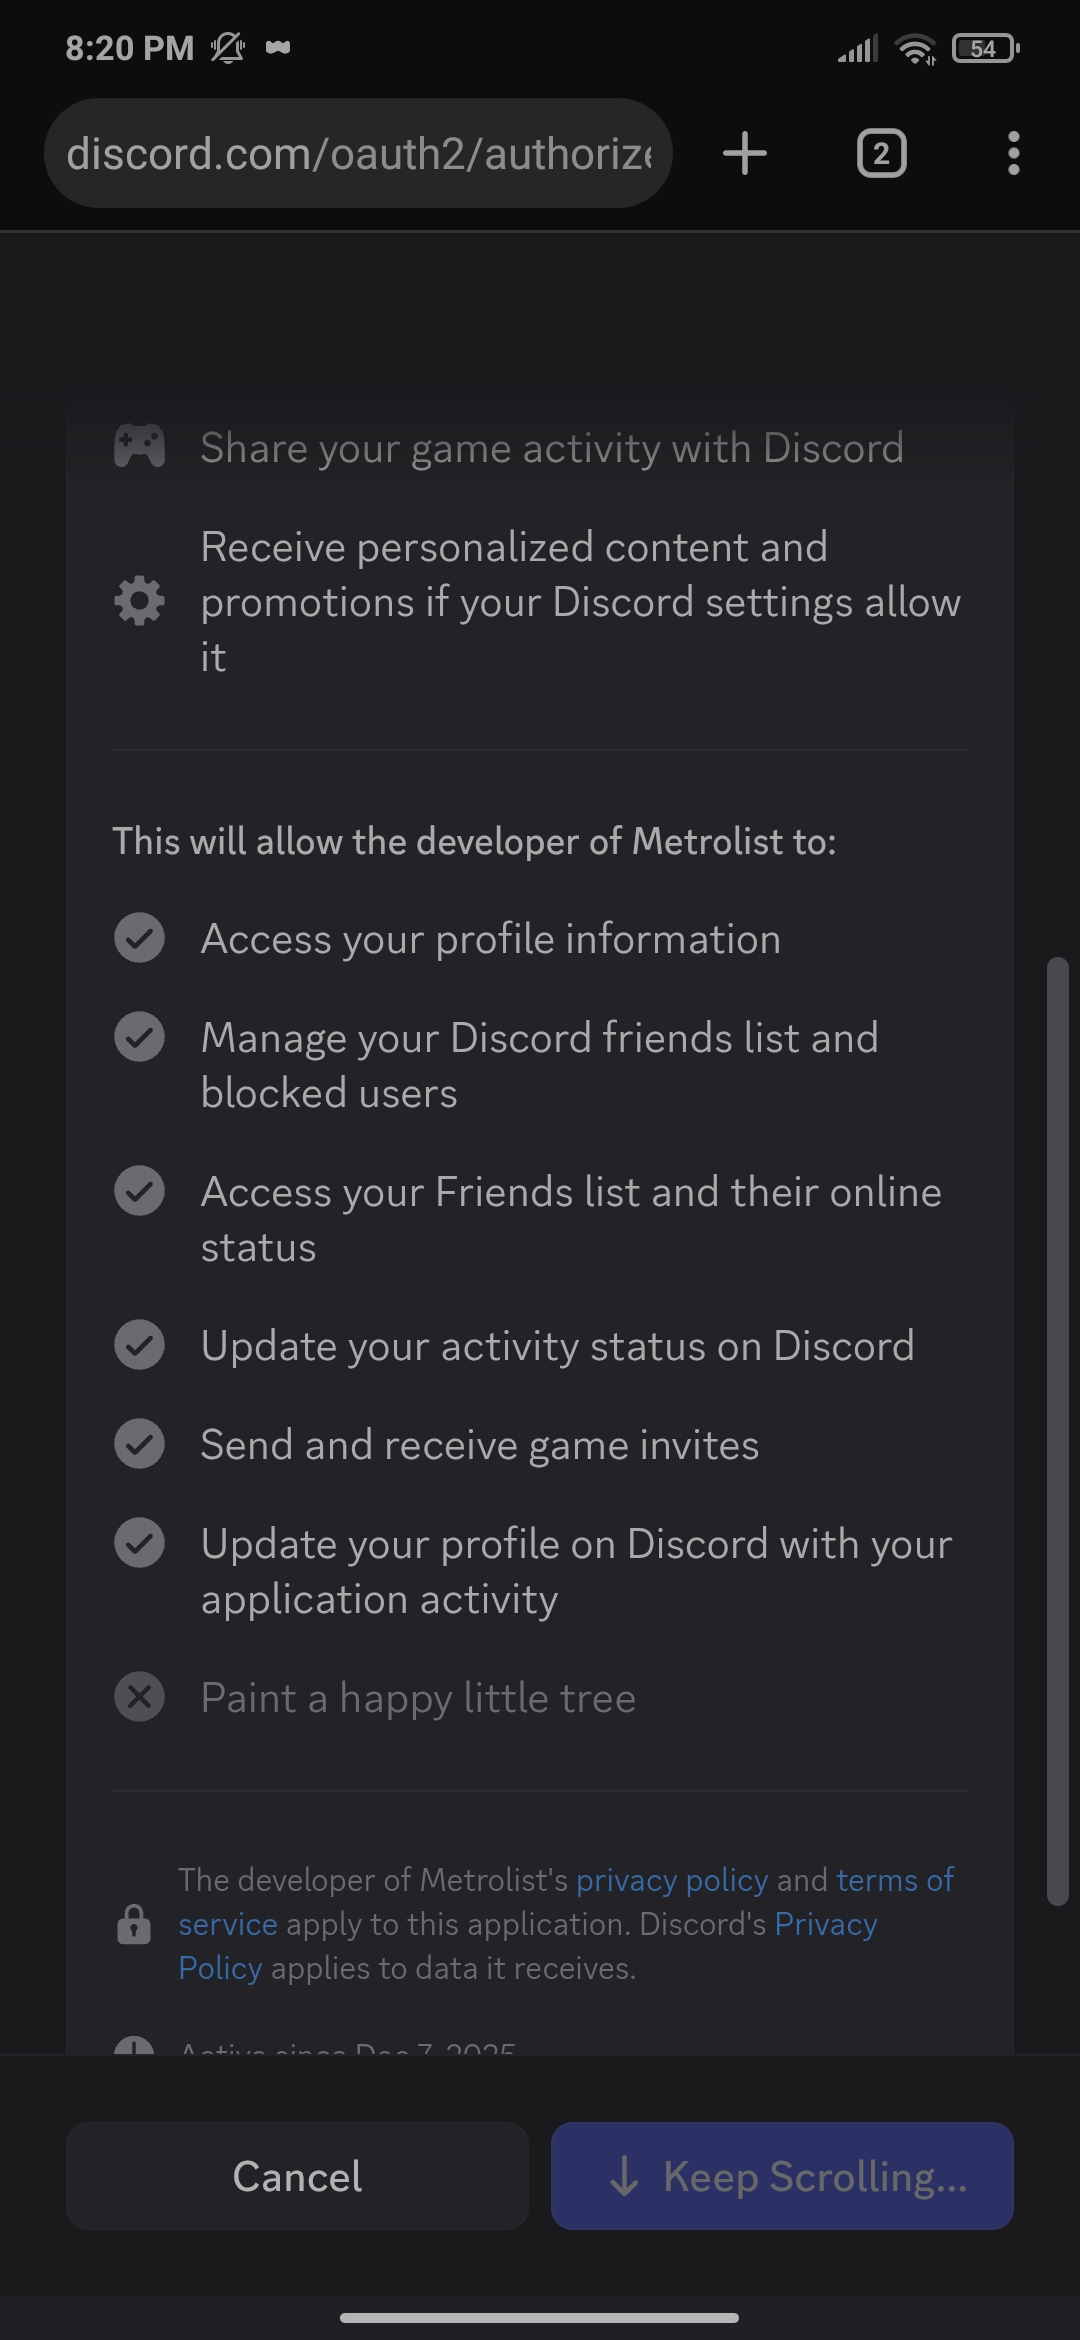 8:20 PM
54
discord.com/oauth2/authorize
2
Share your game activity with Discord
Receive personalized content and
promotions if your Discord settings allow
it
This will allow the developer of Metrolist to:
Access your profile information
Manage your Discord friends list and
blocked users
Access your Friends list and their online
status
Update your activity status on Discord
Send and receive game invites
Update your profile on Discord with your
application activity
Paint a happy little tree
The developer of Metrolist's privacy policy and terms of
service apply to this application. Discord's Privacy
Policy applies to data it receives.
Active since Dec 7, 2025
Cancel
Keep Scrolling...